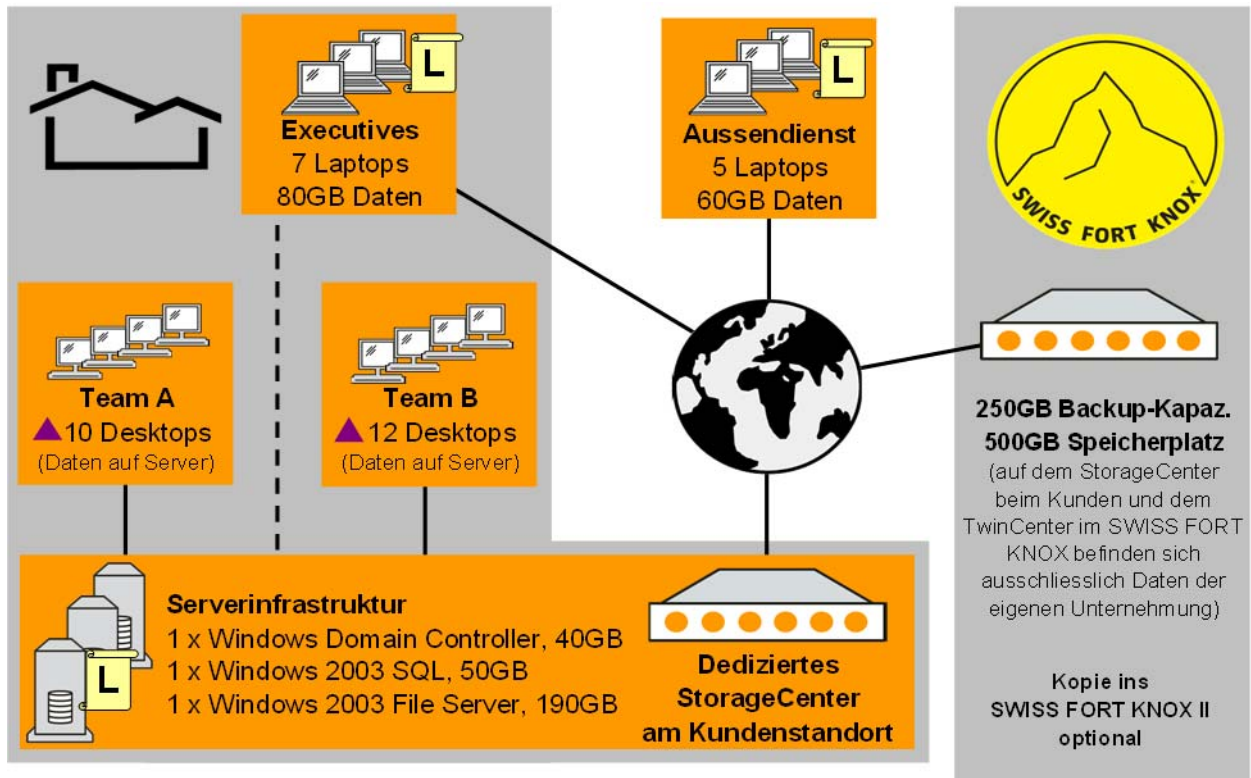 L
Executives
7 Laptops
80GB Daten
L
Aussendienst
5 Laptops
60GB Daten
SWISS FORT KNOX
Team A
10 Desktops
(Daten auf Server)
Team B
12 Desktops
(Daten auf Server)
250GB Backup-Kapaz.
500GB Speicherplatz
(auf dem StorageCenter
beim Kunden und dem
TwinCenter im SWISS FORT
KNOX befinden sich
ausschliesslich Daten der
eigenen Unternehmung)
Kopie ins
SWISS FORT KNOX II
optional
L
Serverinfrastruktur
1 x Windows Domain Controller, 40GB
1 x Windows 2003 SQL, 50GB
1 x Windows 2003 File Server, 190GB
Dediziertes
StorageCenter
am Kundenstandort